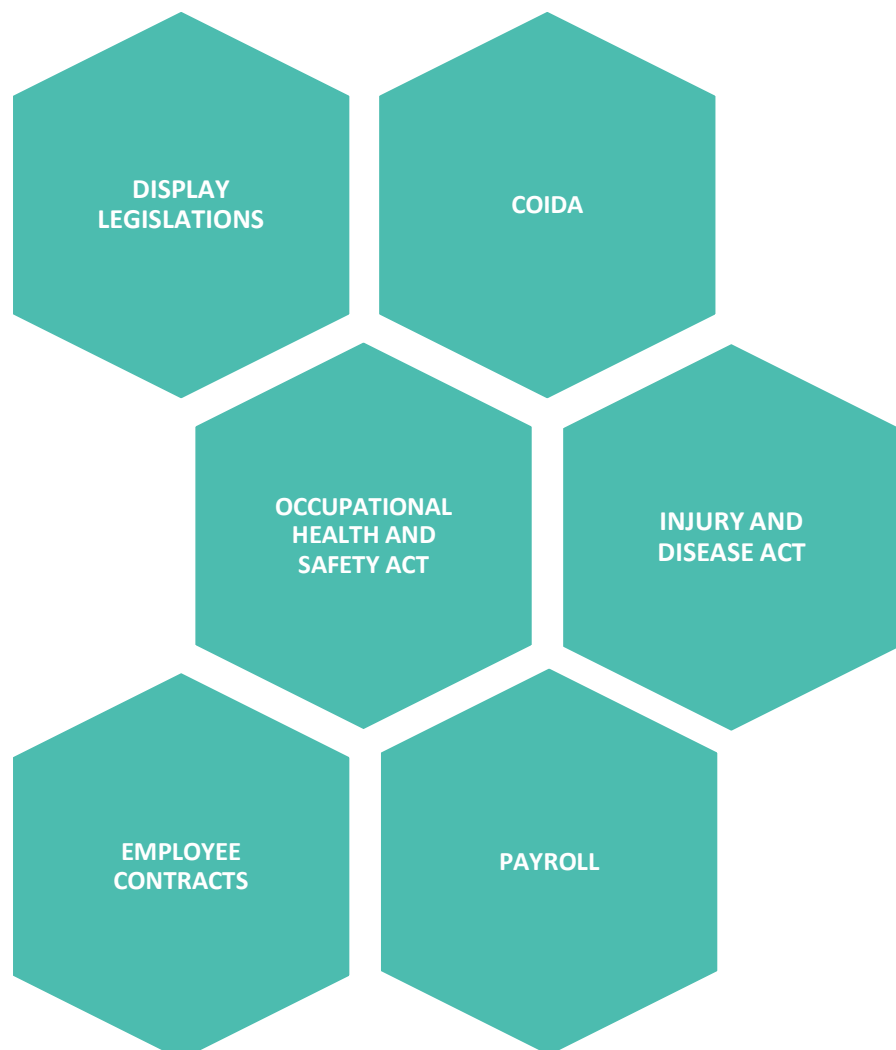 DISPLAY
LEGISLATIONS
COIDA
OCCUPATIONAL
HEALTH AND
SAFETY ACT
INJURY AND
DISEASE ACT
EMPLOYEE
CONTRACTS
PAYROLL